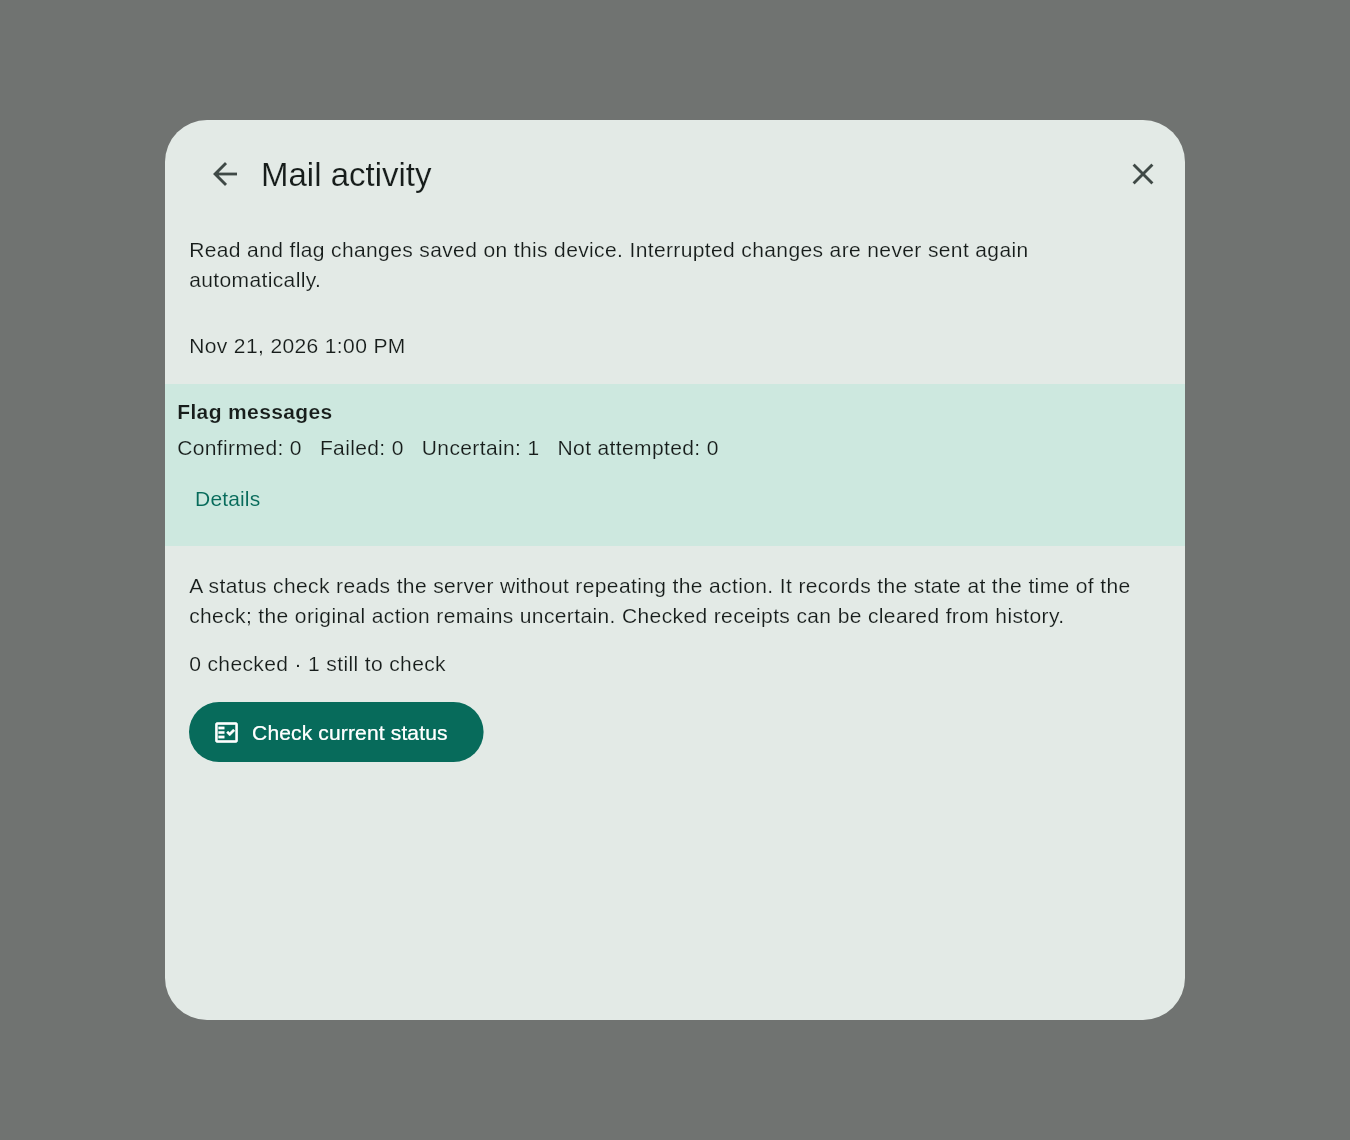 Mail activity
Read and flag changes saved on this device. Interrupted changes are never sent again
automatically.
Nov 21, 2026 1:00 PM
Flag messages
Confirmed: 0   Failed: 0   Uncertain: 1   Not attempted: 0
Details
A status check reads the server without repeating the action. It records the state at the time of the
check; the original action remains uncertain. Checked receipts can be cleared from history.
0 checked · 1 still to check
Check current status